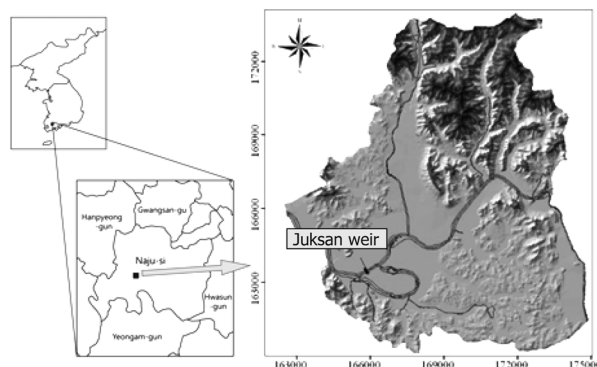 Hanpyeong
-gun
Gwangsan-gu
Naju-si
Hwasun
-gun
Yeongam-gun
Juksan weir
N
172000
169000
166000
163000
163000
166000
169000
172000
175000